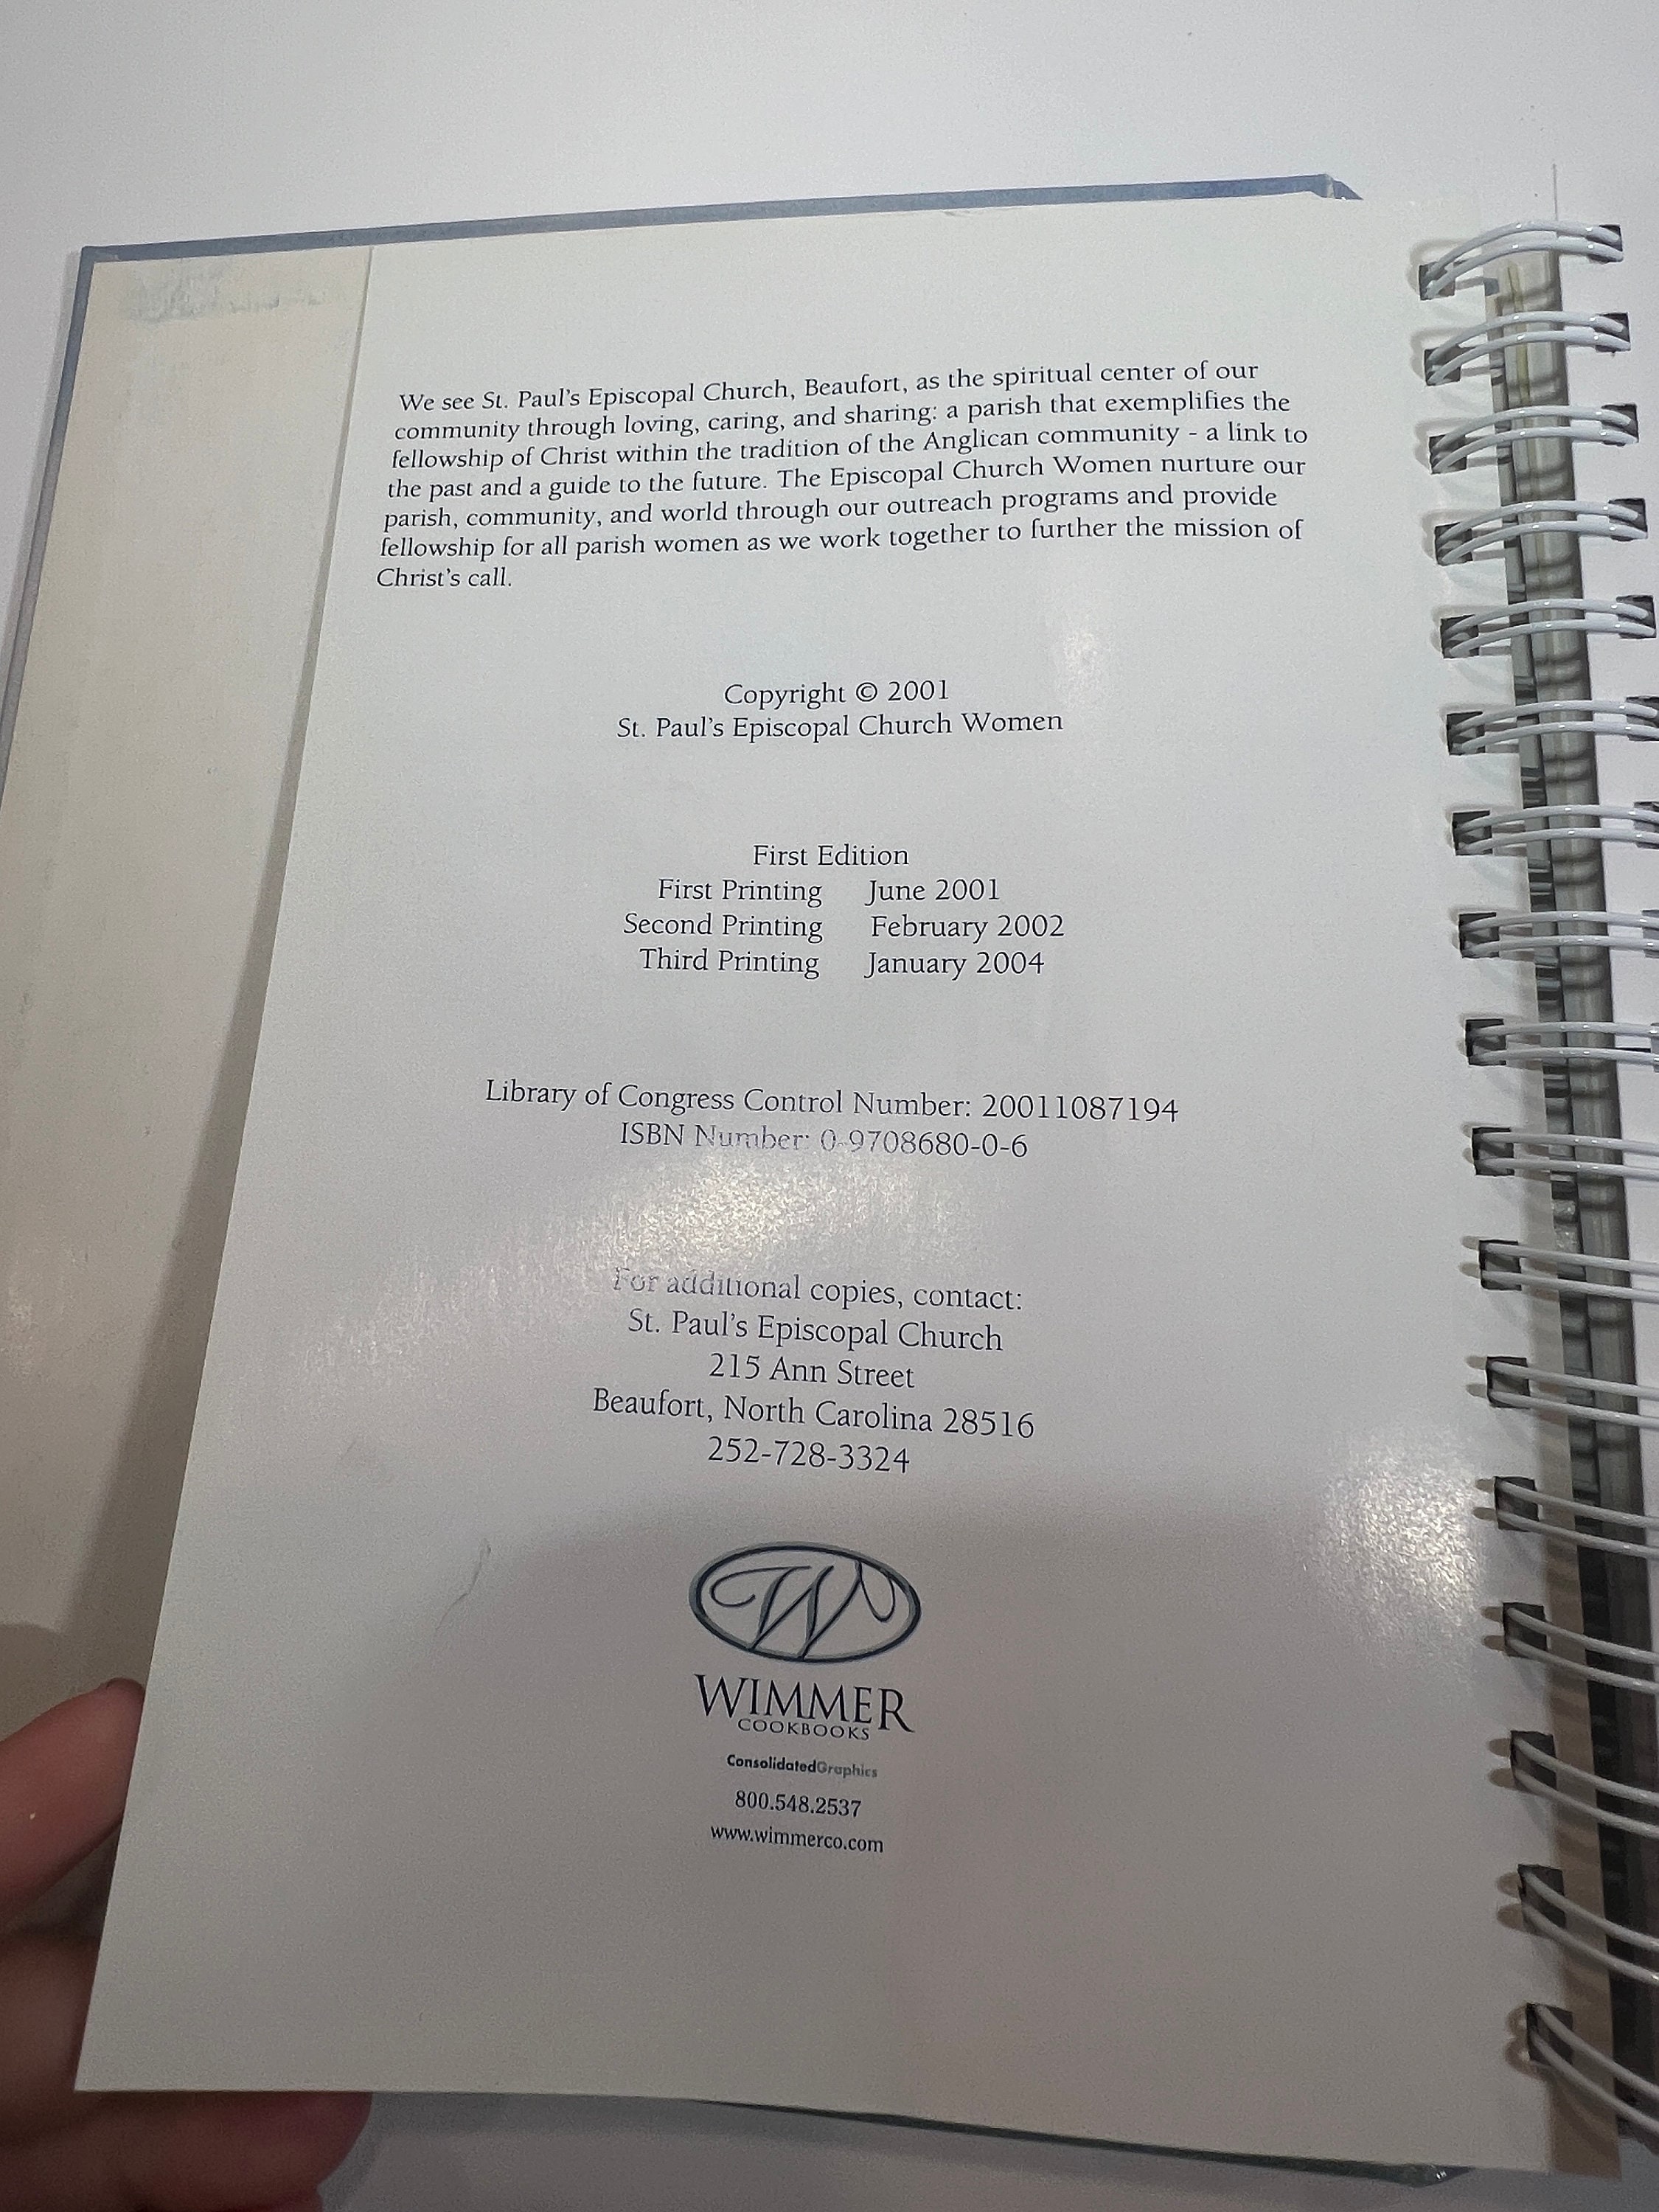 We see St. Paul's Episcopal Church, Beaufort, as the spiritual center of our
community through loving, caring, and sharing: a parish that exemplifies the
fellowship of Christ within the tradition of the Anglican community - a link to
the past and a guide to the future. The Episcopal Church Women nurture our
parish, community, and world through our outreach programs and provide
fellowship for all parish women as we work together to further the mission of
Christ's call.
Copyright © 2001
St. Paul's Episcopal Church Women
First Edition
First Printing June 2001
Second Printing February 2002
Third Printing January 2004
Library of Congress Control Number: 20011087194
ISBN Number: 0-9708680-0-6
For additional copies, contact:
St. Paul's Episcopal Church
215 Ann Street
Beaufort, North Carolina 28516
252-728-3324
W
WIMMER
COOKBOOKS
ConsolidatedGraphics
800.548.2537
www.wimmerco.com